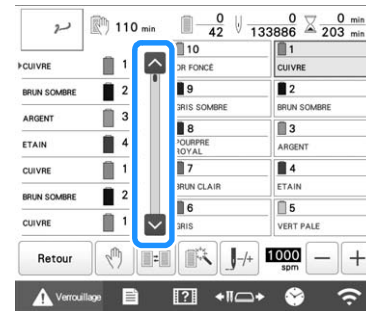 110 min 0 0 0 min
42 133886 203 min
CUIVRE 1
BRUN SOMBRE 2
ARGENT 3
ETAIN 4
CUIVRE 1
BRUN SOMBRE 2
CUIVRE 1
10
OR FONCÉ
1
CUIVRE
9
GRIS SOMBRE
2
BRUN SOMBRE
8
POURPRE
ROYAL
3
ARGENT
7
BRUN CLAIR
4
ETAIN
6
GRIS
5
VERT PALE
Retour -/+ 1000 spm − +
Verrouillage ?